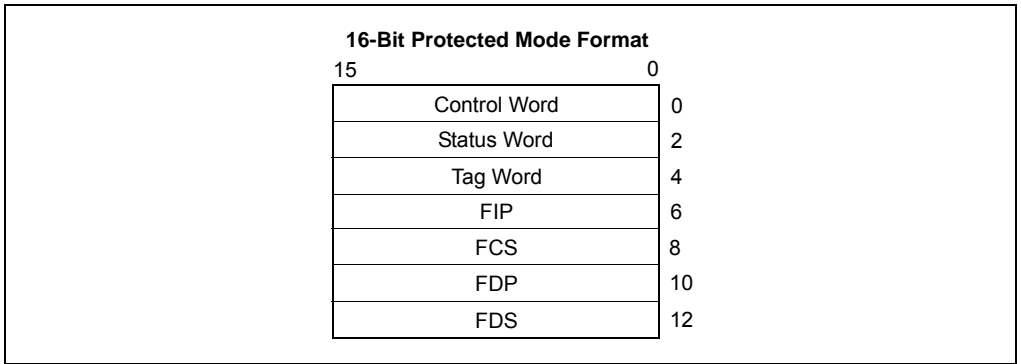 16-Bit Protected Mode Format
15 0
Control Word 0
Status Word 2
Tag Word 4
FIP 6
FCS 8
FDP 10
FDS 12